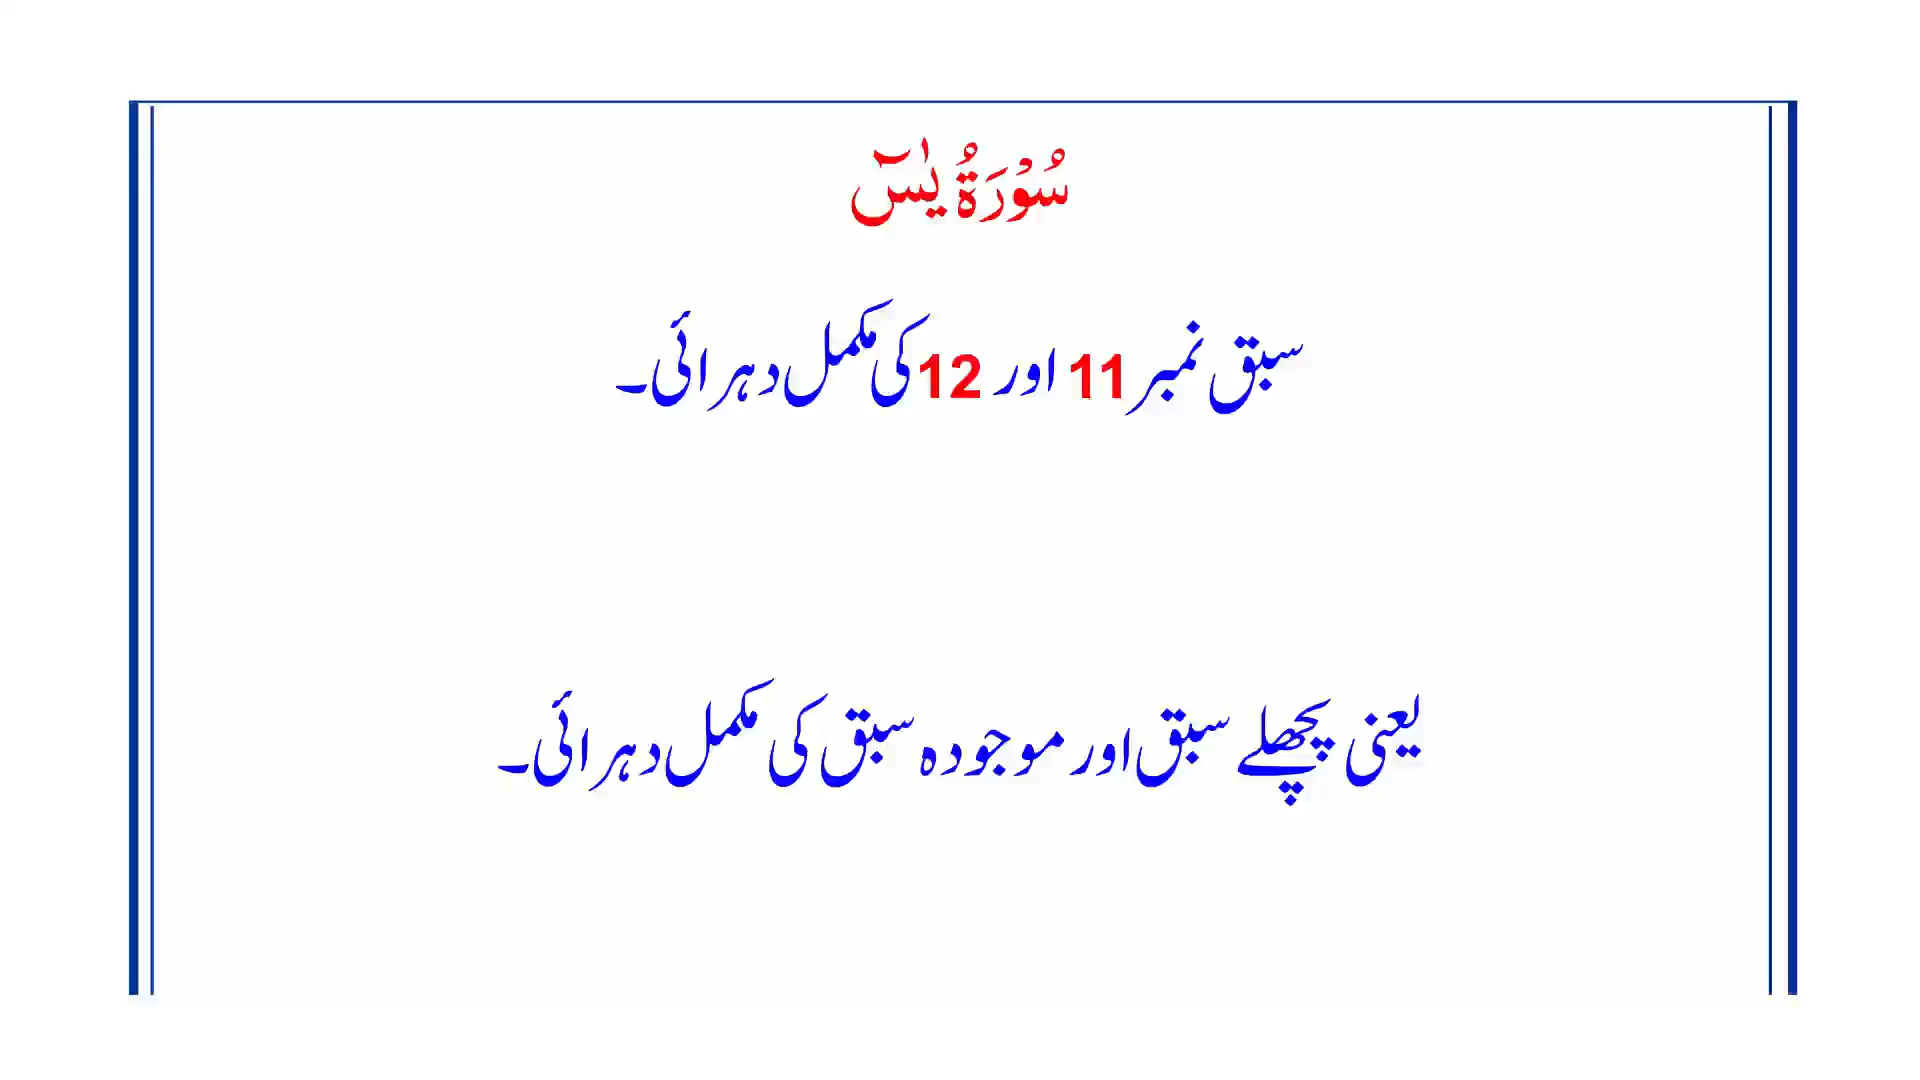 سُوْرَةُ يٰسٓ
سبق نمبر 11 اور 12 کی مکمل دہرائی۔
یعنی پچھلے سبق اور موجودہ سبق کی مکمل دہرائی۔